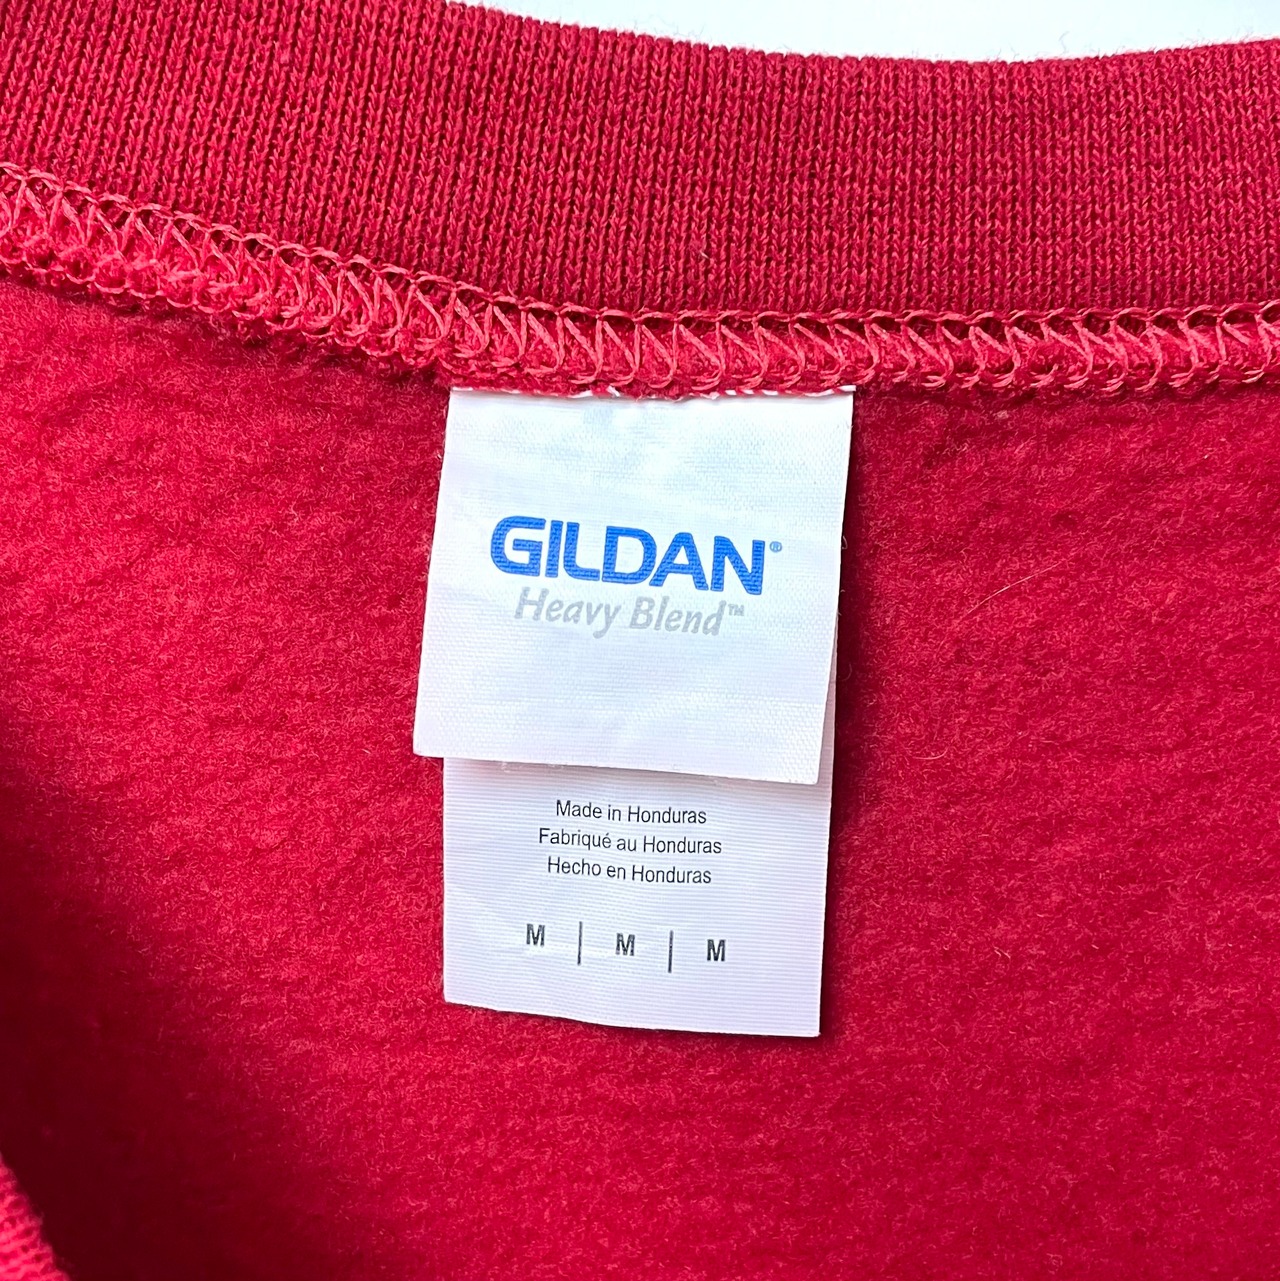 GILDAN®
Heavy Blend™
Made in Honduras
Fabriqué au Honduras
Hecho en Honduras
M | M | M